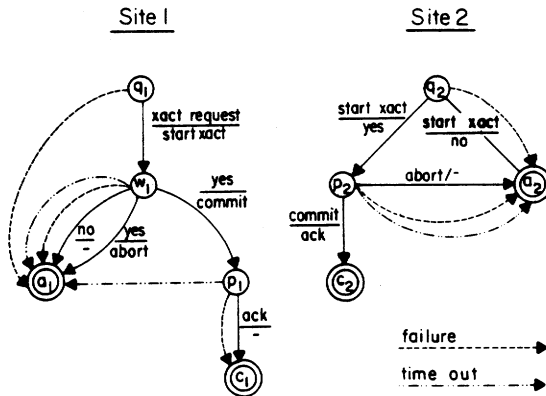 Site 1
Site 2
q1
q2
xact request
start xact
start xact
yes
start xact
no
w1
yes
commit
p2
abort/-
a2
no
-
yes
abort
commit
ack
a1
p1
c2
ack
-
c1
failure
time out